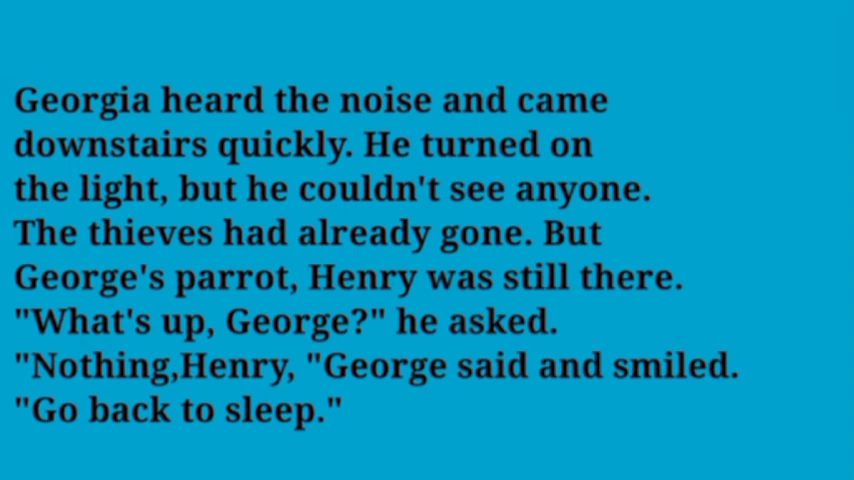 Georgia heard the noise and came
downstairs quickly. He turned on
the light, but he couldn't see anyone.
The thieves had already gone. But
George's parrot, Henry was still there.
"What's up, George?" he asked.
"Nothing,Henry, "George said and smiled.
"Go back to sleep."